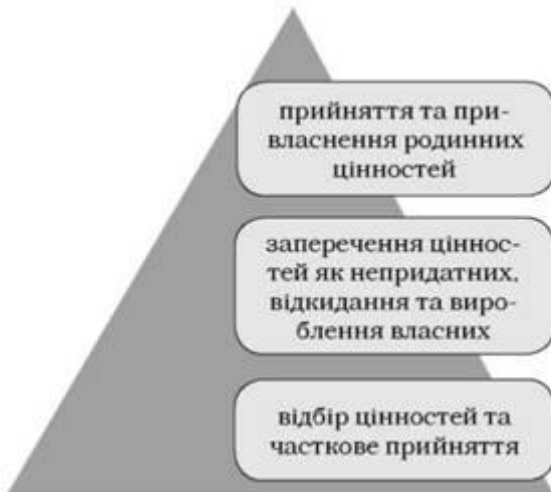 прийняття та при-
власнення родинних
цінностей
заперечення ціннос-
тей як непридатних,
відкидання та виро-
блення власних
відбір цінностей та
часткове прийняття